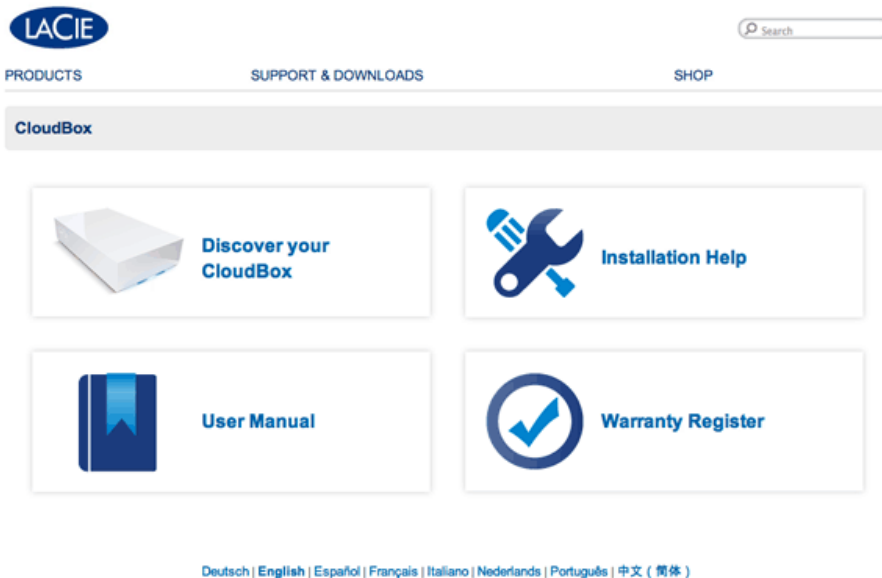 LACIE
Search
PRODUCTS SUPPORT & DOWNLOADS SHOP
CloudBox
Discover your
CloudBox
Installation Help
User Manual
Warranty Register
Deutsch | English | Español | Français | Italiano | Nederlands | Português | 中文 ( 简体 )